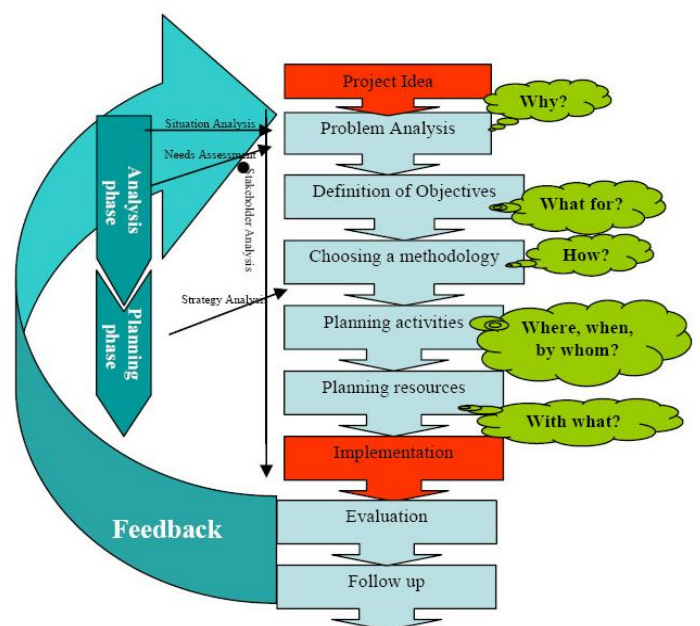 Project Idea
Why?
Situation Analysis
Problem Analysis
Needs Assessment
Stakeholder Analysis
Analysis
phase
Definition of Objectives
What for?
Choosing a methodology
How?
Strategy Analysis
Planning
phase
Planning activities
Where, when,
by whom?
Planning resources
With what?
Implementation
Evaluation
Feedback
Follow up